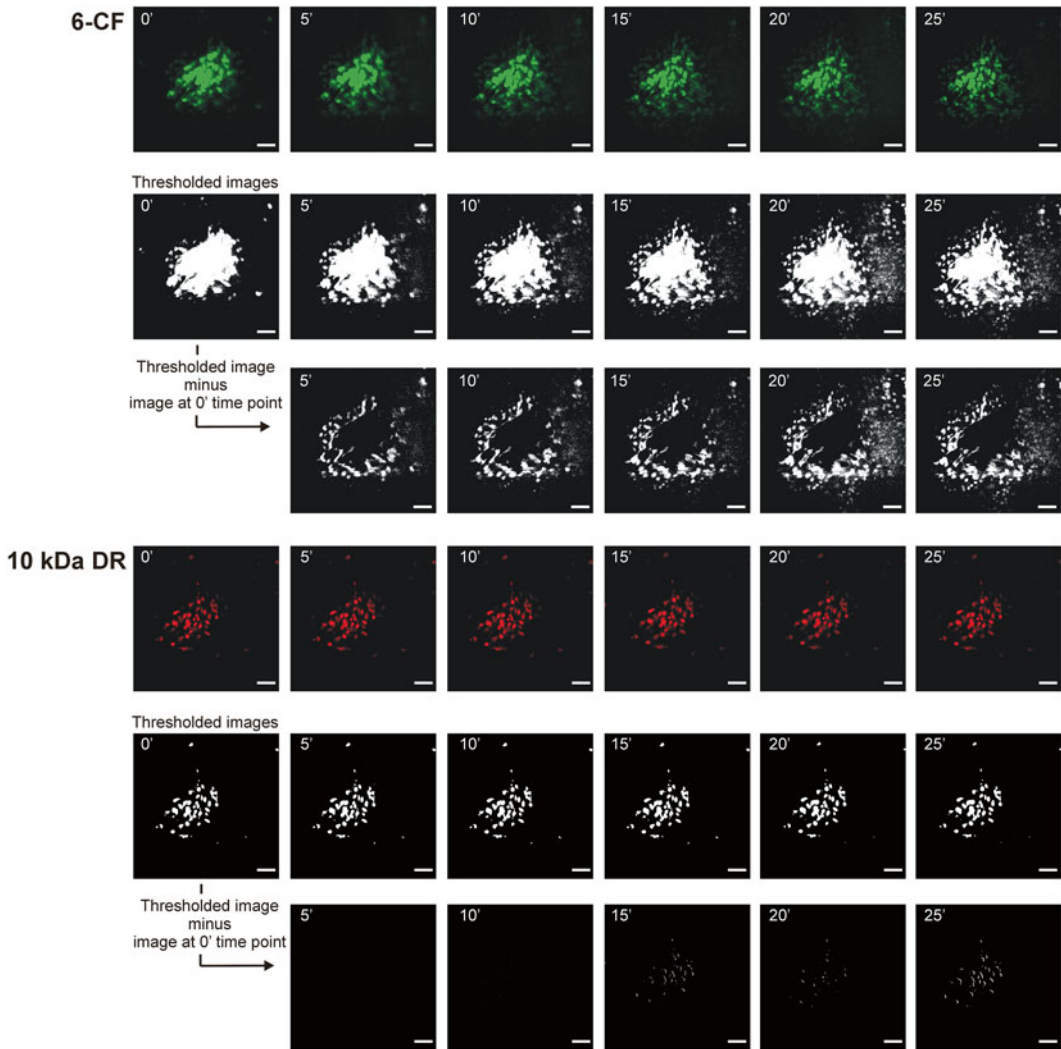 6-CF
0’ 5’ 10’ 15’ 20’ 25’
Thresholded images
0’ 5’ 10’ 15’ 20’ 25’
Thresholded image
minus
image at 0’ time point
5’ 10’ 15’ 20’ 25’
10 kDa DR
0’ 5’ 10’ 15’ 20’ 25’
Thresholded images
0’ 5’ 10’ 15’ 20’ 25’
Thresholded image
minus
image at 0’ time point
5’ 10’ 15’ 20’ 25’